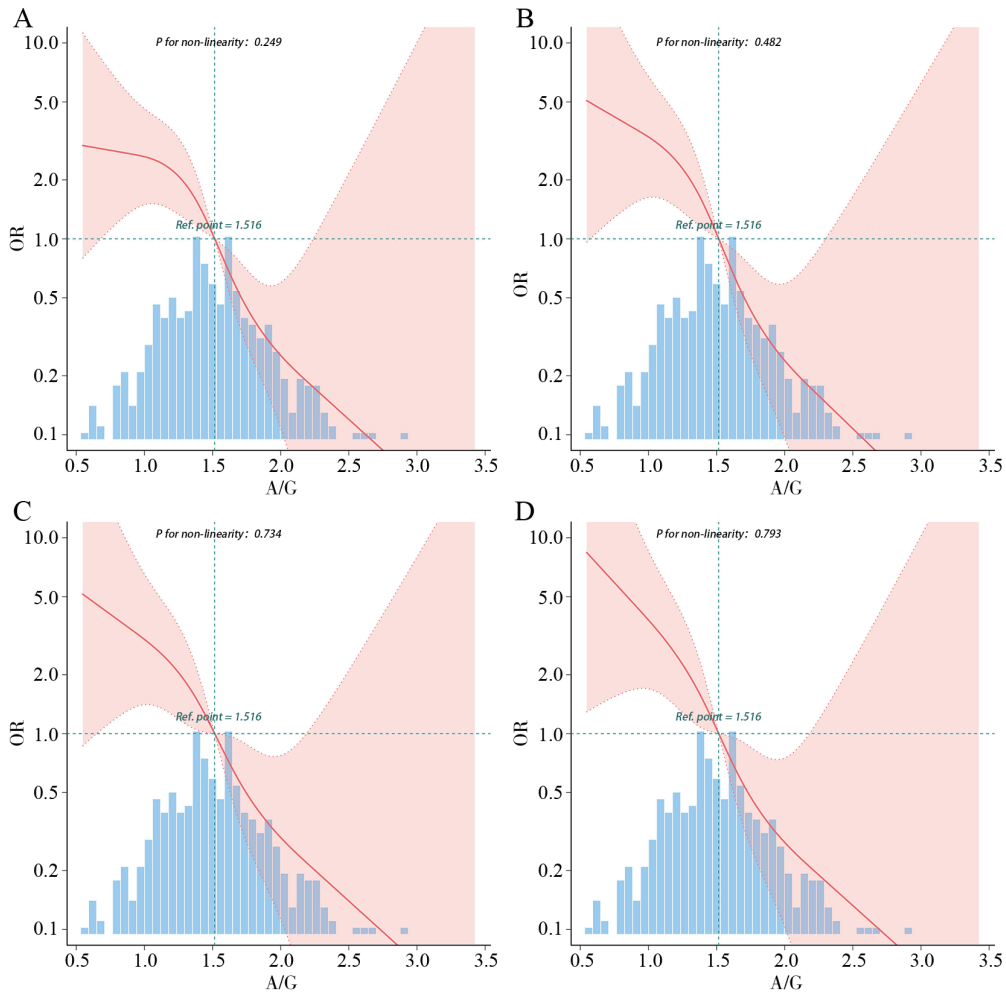 A
P for non-linearity: 0.249
10.0
5.0
2.0
Ref. point = 1.516
1.0
0.5
0.2
0.1
OR
0.5 1.0 1.5 2.0 2.5 3.0 3.5
A/G
B
P for non-linearity: 0.482
10.0
5.0
2.0
Ref. point = 1.516
1.0
0.5
0.2
0.1
OR
0.5 1.0 1.5 2.0 2.5 3.0 3.5
A/G
C
P for non-linearity: 0.734
10.0
5.0
2.0
Ref. point = 1.516
1.0
0.5
0.2
0.1
OR
0.5 1.0 1.5 2.0 2.5 3.0 3.5
A/G
D
P for non-linearity: 0.793
10.0
5.0
2.0
Ref. point = 1.516
1.0
0.5
0.2
0.1
OR
0.5 1.0 1.5 2.0 2.5 3.0 3.5
A/G